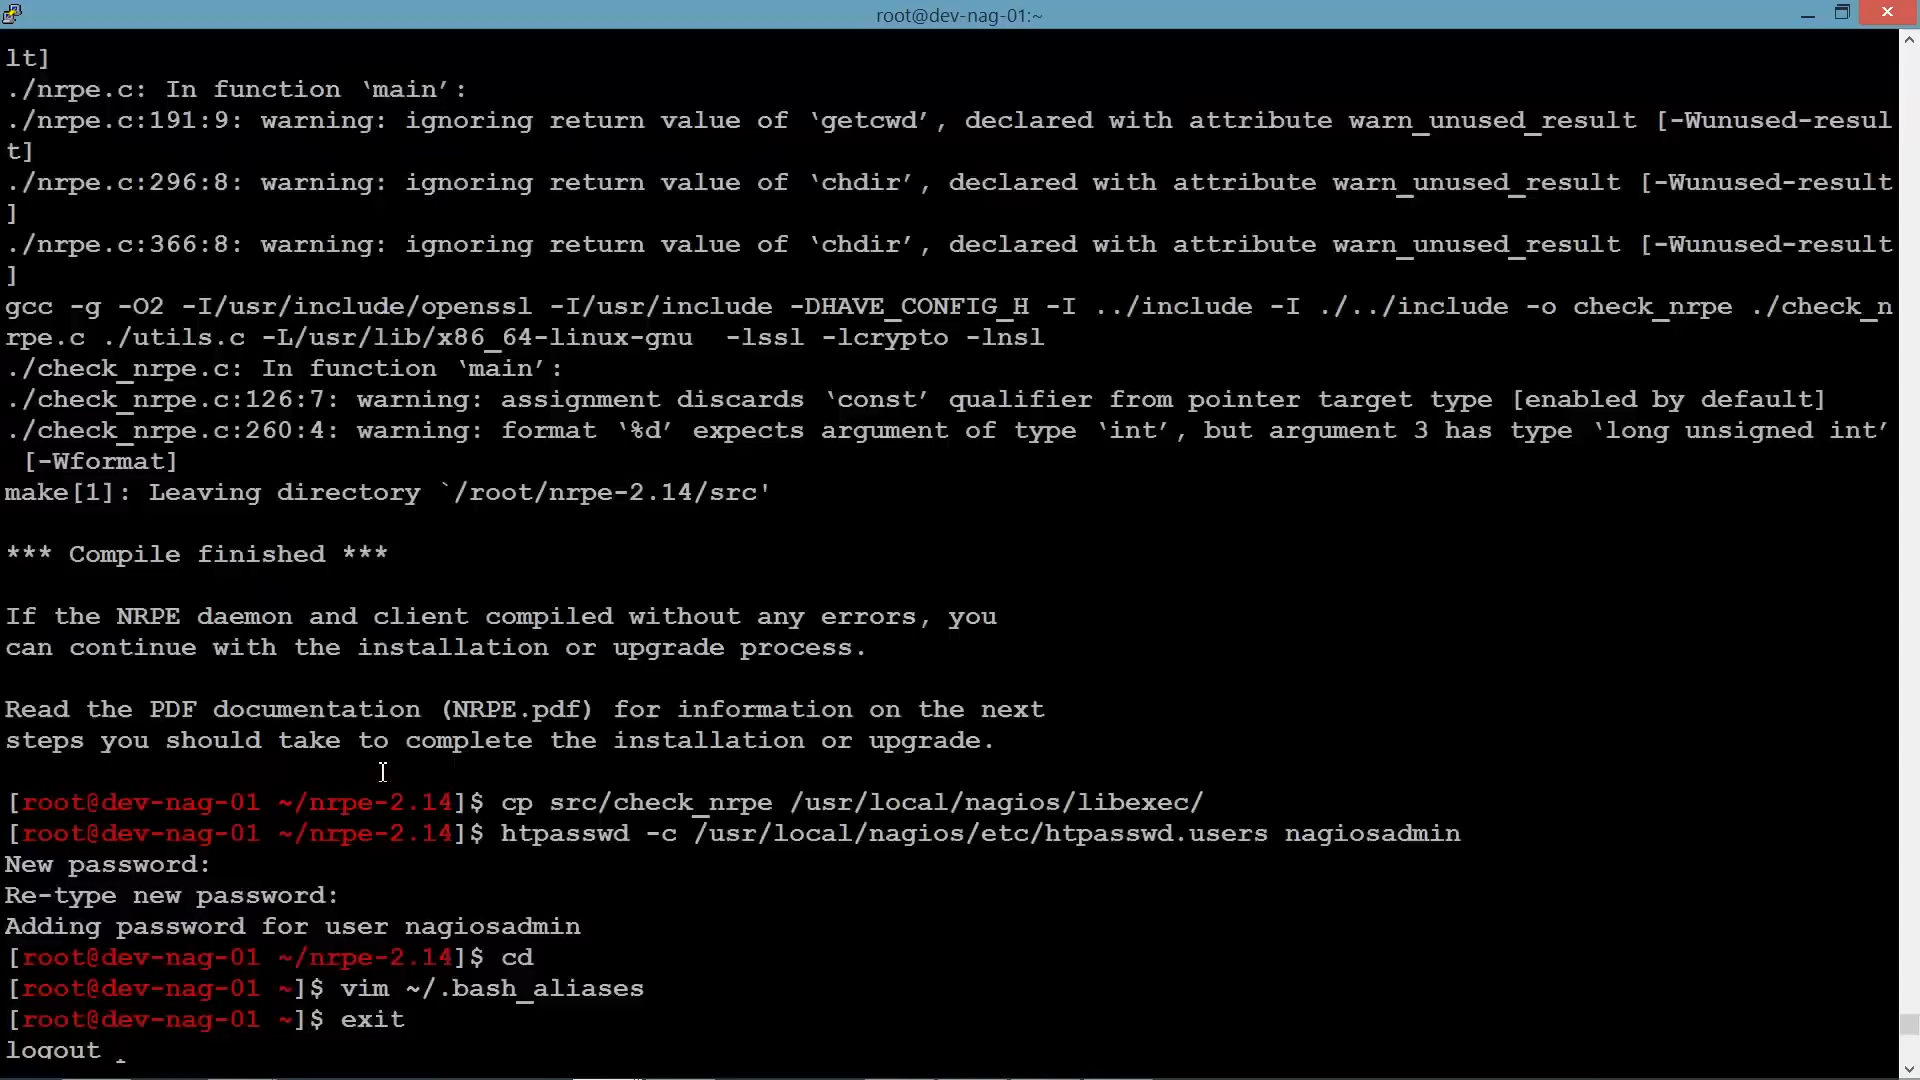 root@dev-nag-01:~
lt]
./nrpe.c: In function ‘main’:
./nrpe.c:191:9: warning: ignoring return value of ‘getcwd’, declared with attribute warn_unused_result [-Wunused-resul
t]
./nrpe.c:296:8: warning: ignoring return value of ‘chdir’, declared with attribute warn_unused_result [-Wunused-result
]
./nrpe.c:366:8: warning: ignoring return value of ‘chdir’, declared with attribute warn_unused_result [-Wunused-result
]
gcc -g -O2 -I/usr/include/openssl -I/usr/include -DHAVE_CONFIG_H -I ../include -I ./../include -o check_nrpe ./check_n
rpe.c ./utils.c -L/usr/lib/x86_64-linux-gnu  -lssl -lcrypto -lnsl
./check_nrpe.c: In function ‘main’:
./check_nrpe.c:126:7: warning: assignment discards ‘const’ qualifier from pointer target type [enabled by default]
./check_nrpe.c:260:4: warning: format ‘%d’ expects argument of type ‘int’, but argument 3 has type ‘long unsigned int’
 [-Wformat]
make[1]: Leaving directory `/root/nrpe-2.14/src'
*** Compile finished ***
If the NRPE daemon and client compiled without any errors, you
can continue with the installation or upgrade process.
Read the PDF documentation (NRPE.pdf) for information on the next
steps you should take to complete the installation or upgrade.
[root@dev-nag-01 ~/nrpe-2.14]$ cp src/check_nrpe /usr/local/nagios/libexec/
[root@dev-nag-01 ~/nrpe-2.14]$ htpasswd -c /usr/local/nagios/etc/htpasswd.users nagiosadmin
New password:
Re-type new password:
Adding password for user nagiosadmin
[root@dev-nag-01 ~/nrpe-2.14]$ cd
[root@dev-nag-01 ~]$ vim ~/.bash_aliases
[root@dev-nag-01 ~]$ exit
logout